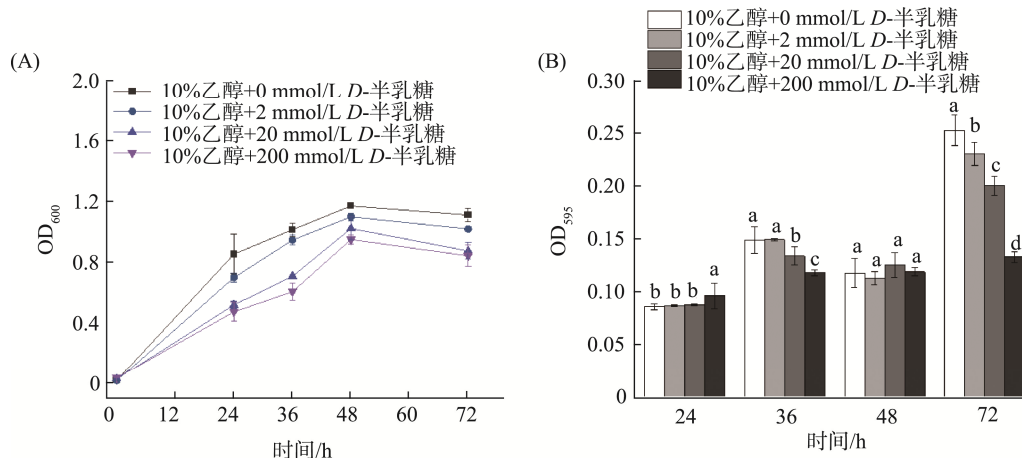 (A)
2.0
1.6
1.2
0.8
0.4
0
OD600
10%乙醇+0 mmol/L D-半乳糖
10%乙醇+2 mmol/L D-半乳糖
10%乙醇+20 mmol/L D-半乳糖
10%乙醇+200 mmol/L D-半乳糖
0 12 24 36 48 60 72
时间/h
(B)
10%乙醇+0 mmol/L D-半乳糖
10%乙醇+2 mmol/L D-半乳糖
10%乙醇+20 mmol/L D-半乳糖
10%乙醇+200 mmol/L D-半乳糖
0.30
0.25
0.20
0.15
0.10
0.05
0
OD595
b b b a
a a b c
a a a a
a b c d
24 36 48 72
时间/h